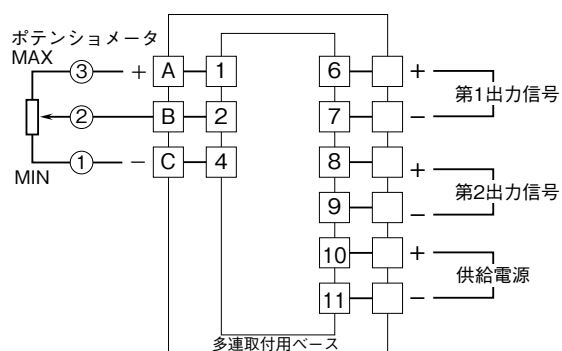 ポテンショメータ
MAX
③ + A 1
② B 2
① − C 4
MIN
6 +
第1出力信号
7 −
8 +
第2出力信号
9 −
10 +
供給電源
11 −
多連取付用ベース